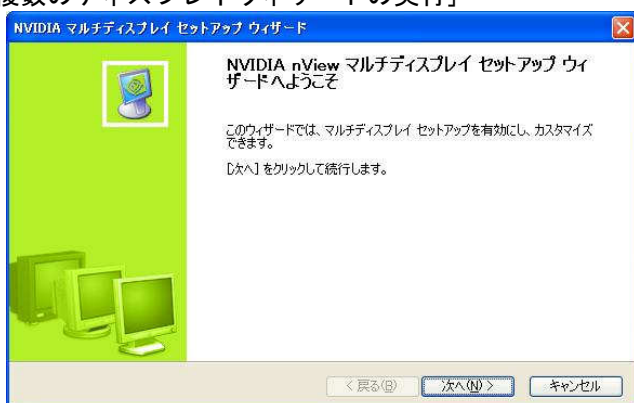 複数のディスプレイウィザードの実行」
NVIDIA マルチディスプレイ セットアップ ウィザード
NVIDIA nView マルチディスプレイ セットアップ ウィ
ザードへようこそ
このウィザードでは、マルチディスプレイ セットアップを有効にし、カスタマイズ
できます。
[次へ] をクリックして続行します。
< 戻る(B)
次へ(N) >
キャンセル